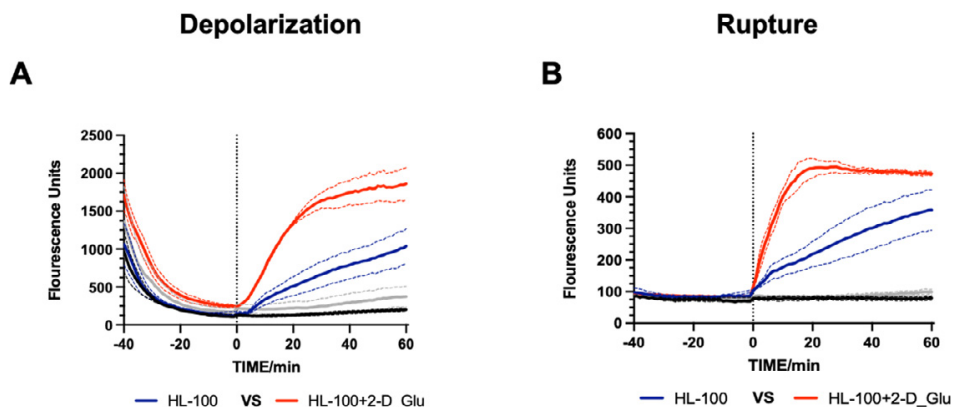 Depolarization
Rupture
A
B
Flourescence Units
2500
2000
1500
1000
500
0
-40
-20
0
20
40
60
TIME/min
HL-100 VS HL-100+2-D Glu
Flourescence Units
600
500
400
300
200
100
0
-40
-20
0
20
40
60
TIME/min
HL-100 VS HL-100+2-D_Glu